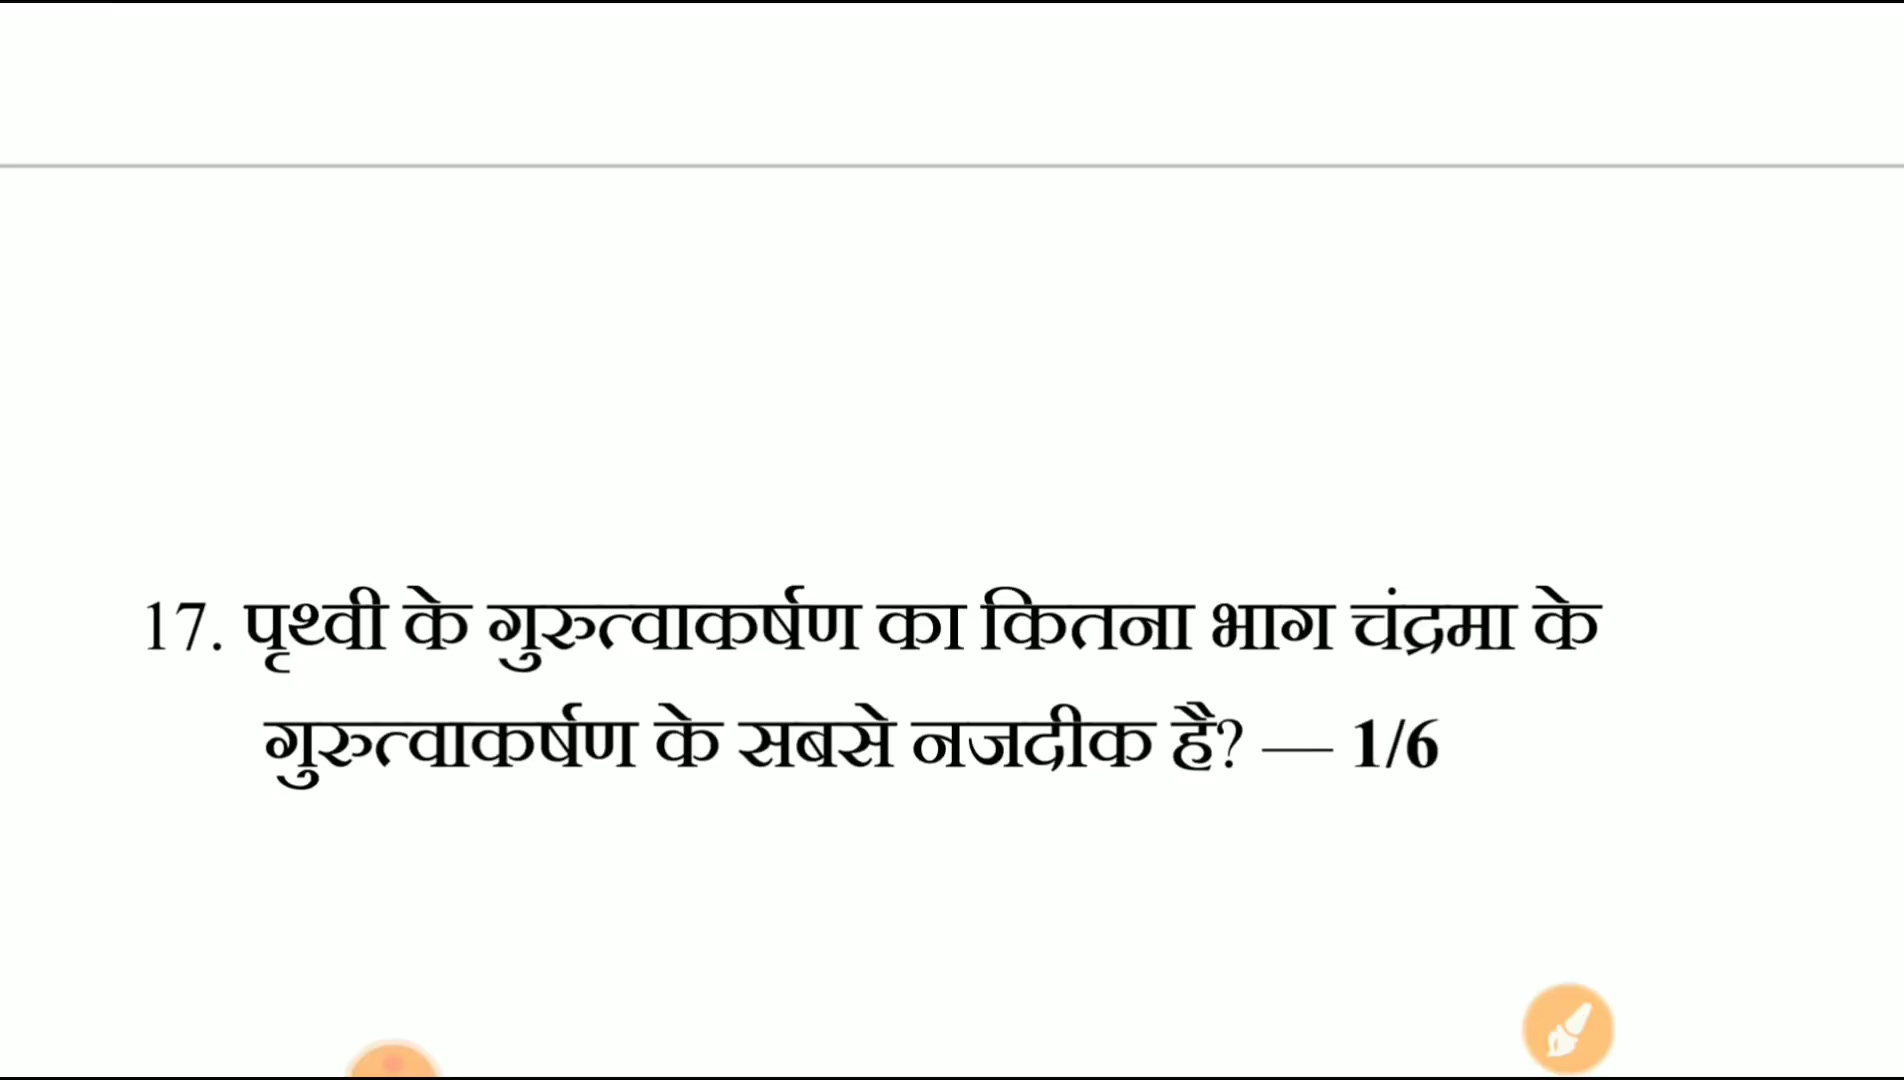 17. पृथ्वी के गुरुत्वाकर्षण का कितना भाग चंद्रमा के
गुरुत्वाकर्षण के सबसे नजदीक है? — 1/6